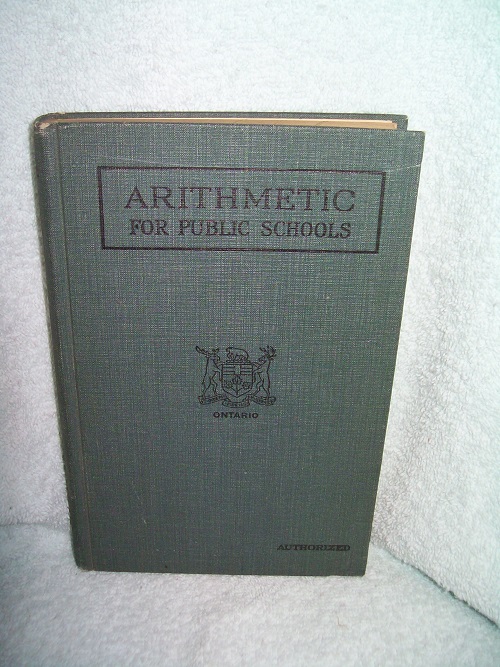 ARITHMETIC
FOR PUBLIC SCHOOLS
ONTARIO
AUTHORIZED